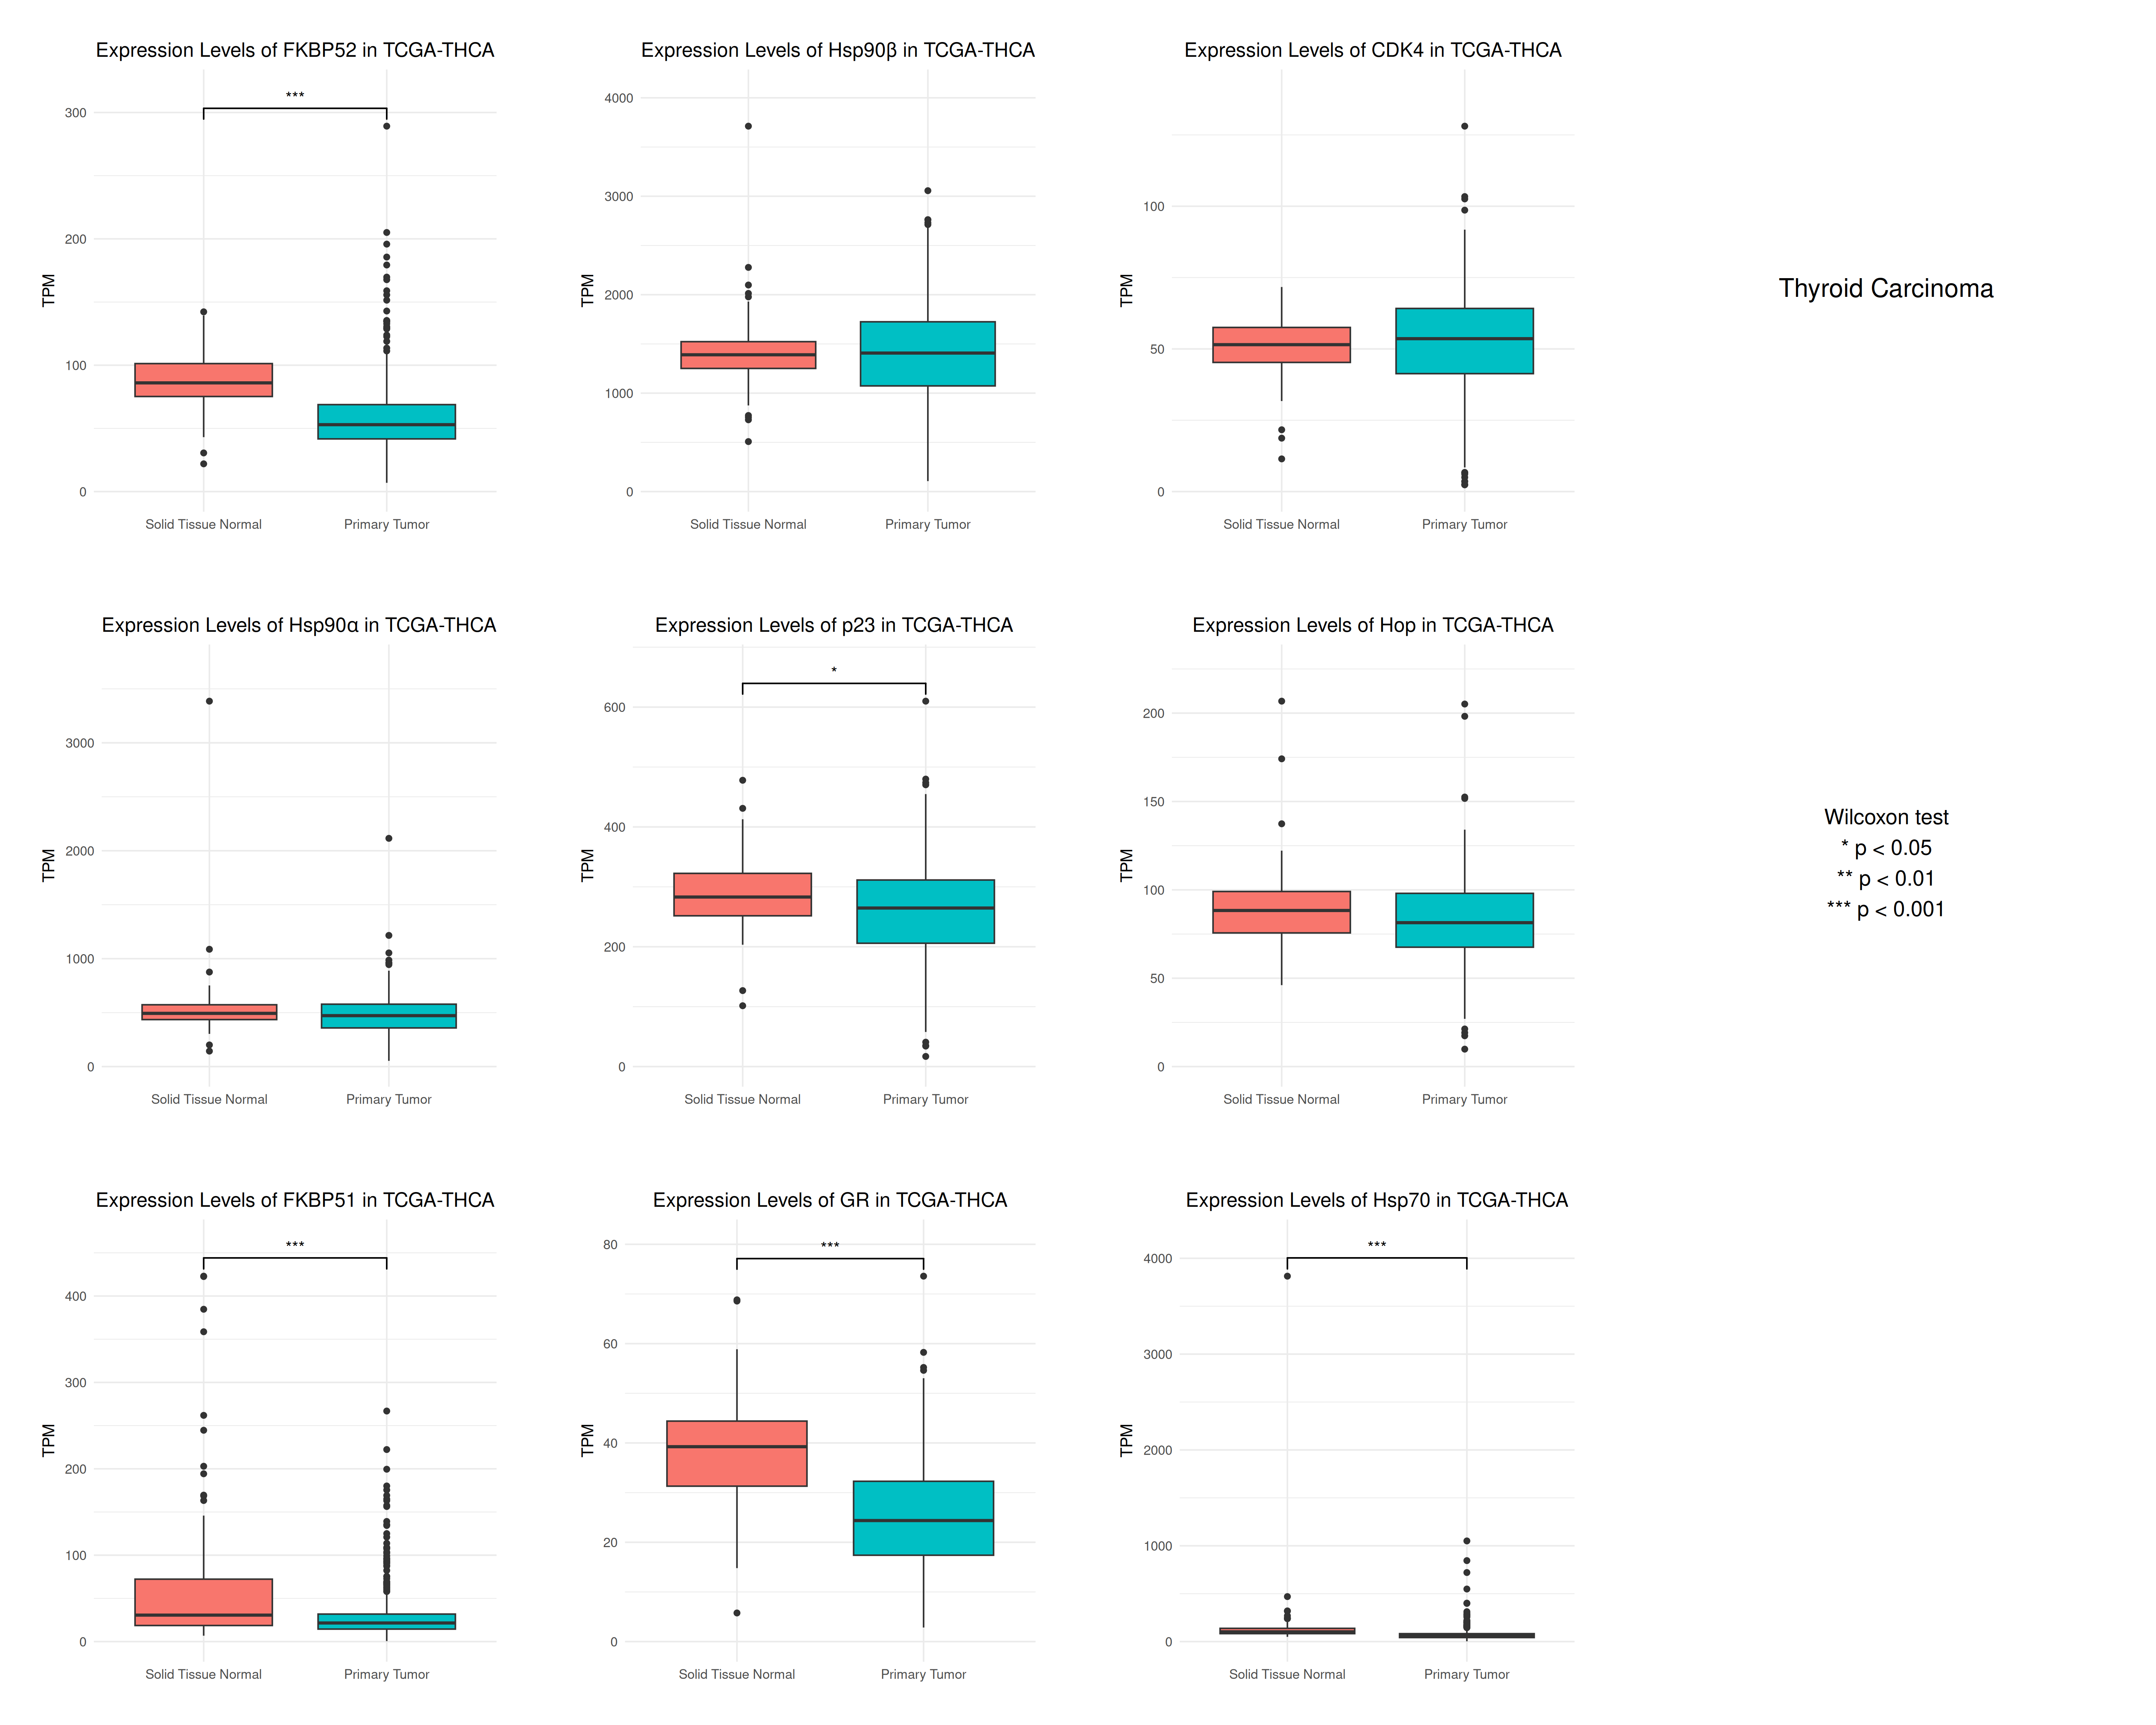 Expression Levels of FKBP52 in TCGA-THCA
***
300
200
100
0
TPM
Solid Tissue Normal
Primary Tumor
Expression Levels of Hsp90β in TCGA-THCA
4000
3000
2000
1000
0
TPM
Solid Tissue Normal
Primary Tumor
Expression Levels of CDK4 in TCGA-THCA
100
50
0
TPM
Solid Tissue Normal
Primary Tumor
Thyroid Carcinoma
Expression Levels of Hsp90α in TCGA-THCA
3000
2000
1000
0
TPM
Solid Tissue Normal
Primary Tumor
Expression Levels of p23 in TCGA-THCA
*
600
400
200
0
TPM
Solid Tissue Normal
Primary Tumor
Expression Levels of Hop in TCGA-THCA
200
150
100
50
0
TPM
Solid Tissue Normal
Primary Tumor
Wilcoxon test
* p < 0.05
** p < 0.01
*** p < 0.001
Expression Levels of FKBP51 in TCGA-THCA
***
400
300
200
100
0
TPM
Solid Tissue Normal
Primary Tumor
Expression Levels of GR in TCGA-THCA
***
80
60
40
20
0
TPM
Solid Tissue Normal
Primary Tumor
Expression Levels of Hsp70 in TCGA-THCA
***
4000
3000
2000
1000
0
TPM
Solid Tissue Normal
Primary Tumor